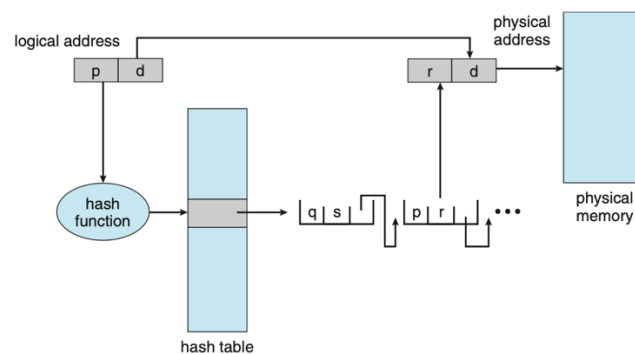 logical address
physical
address
p d
r d
hash
function
q s
p r
•••
physical
memory
hash table